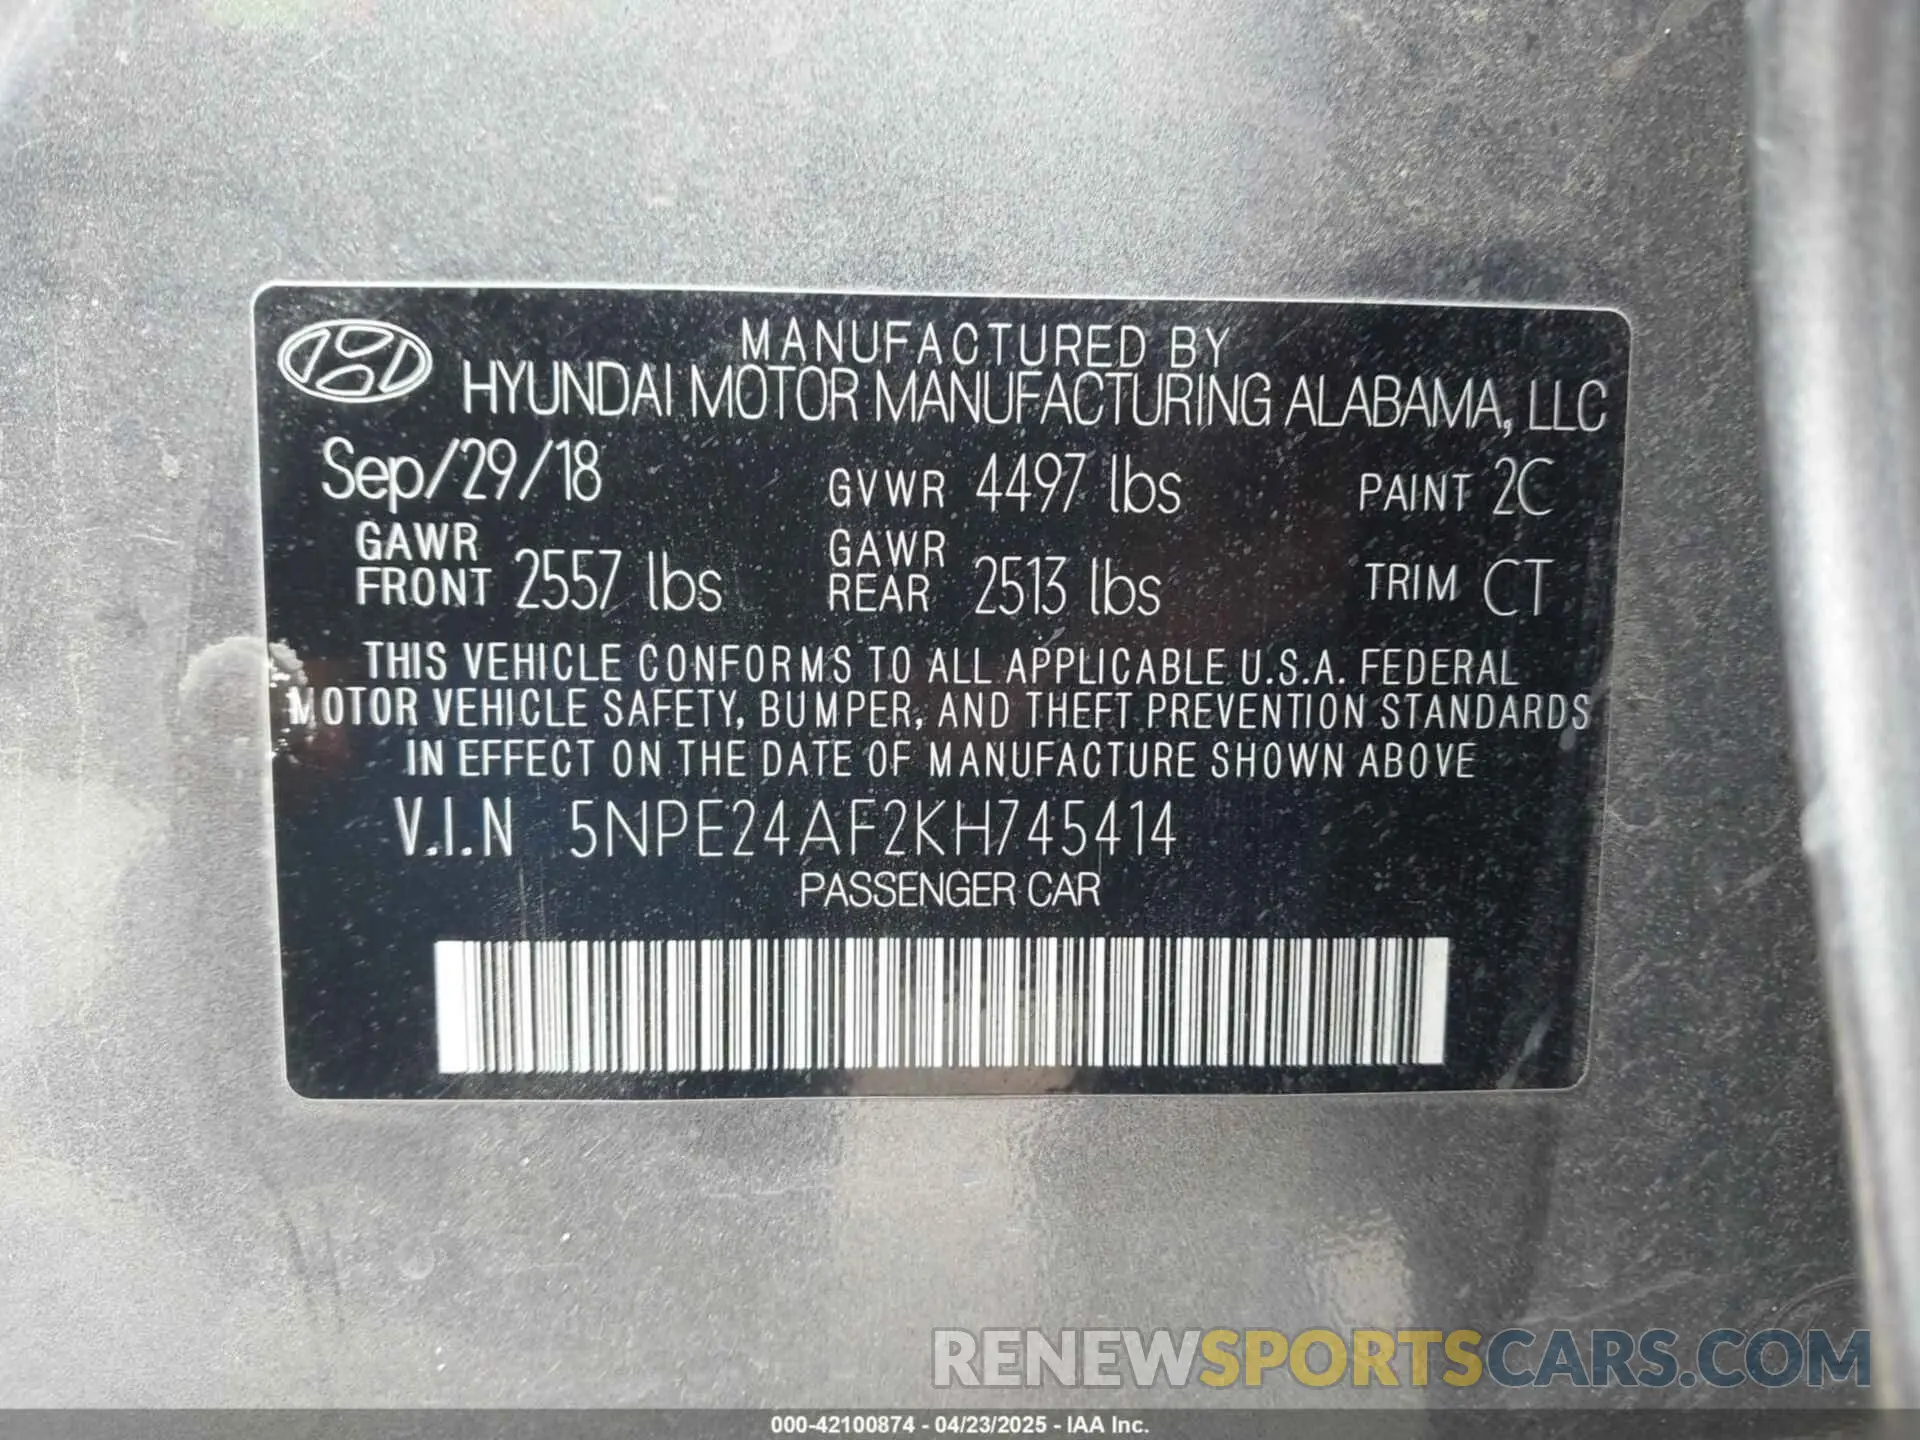 MANUFACTURED BY
HYUNDAI MOTOR MANUFACTURING ALABAMA, LLC
Sep/29/18 GVWR 4497 lbs PAINT 2C
GAWR FRONT 2557 lbs GAWR REAR 2513 lbs TRIM CT
THIS VEHICLE CONFORMS TO ALL APPLICABLE U.S.A. FEDERAL
MOTOR VEHICLE SAFETY, BUMPER, AND THEFT PREVENTION STANDARDS
IN EFFECT ON THE DATE OF MANUFACTURE SHOWN ABOVE
V.I.N 5NPE24AF2KH745414
PASSENGER CAR
RENEWSPORTSCARS.COM
000-42100874 - 04/23/2025 - IAA Inc.